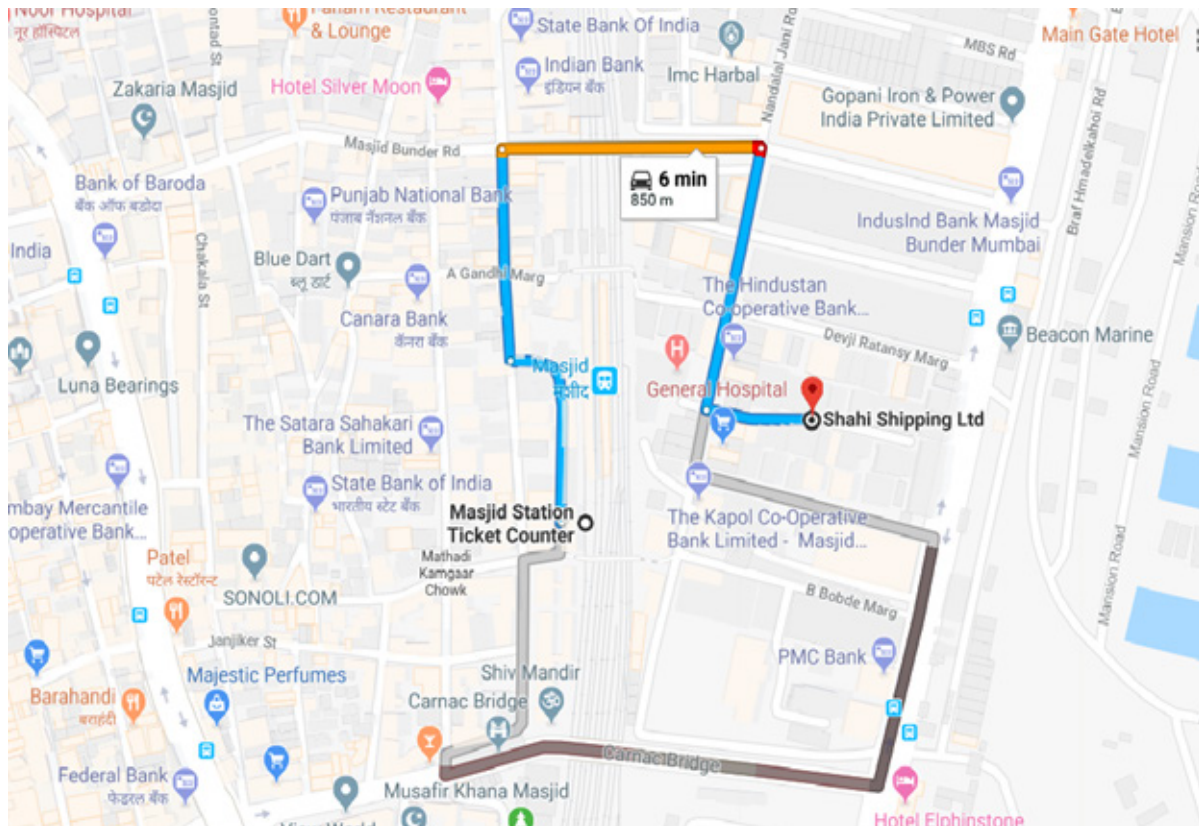 Noor Hospital
नूर हॉस्पिटल
& Lounge
State Bank Of India
Indian Bank
इंडियन बँक
Imc Harbal
Nandalal Jani Rd
MBS Rd
Main Gate Hotel
Hotel Silver Moon
Zakaria Masjid
Gopani Iron & Power
India Private Limited
Masjid Bunder Rd
6 min
850 m
Bank of Baroda
बँक ऑफ बडोदा
Punjab National Bank
पंजाब नॅशनल बँक
IndusInd Bank Masjid
Bunder Mumbai
India
Chakala St
Blue Dart
ब्लू डार्ट
A Gandhi Marg
Canara Bank
कॅनरा बँक
The Hindustan
Co-operative Bank...
Devji Ratansy Marg
Beacon Marine
Mansion Road
Luna Bearings
Masjid
General Hospital
Shahi Shipping Ltd
The Satara Sahakari
Bank Limited
State Bank of India
भारतीय स्टेट बँक
Masjid Station
Ticket Counter
The Kapol Co-Operative
Bank Limited - Masjid...
mbay Mercantile
operative Bank...
Patel
पटेल रेस्टॉरन्ट
Mathadi
Kamgaar
Chowk
SONOLI.COM
B Bobde Marg
Mansion Road
Janjiker St
PMC Bank
Majestic Perfumes
Shiv Mandir
Barahandi
बराहंदी
Carnac Bridge
Carnac Bridge
Federal Bank
फेडरल बँक
Musafir Khana Masjid
Hotel Elphinstone